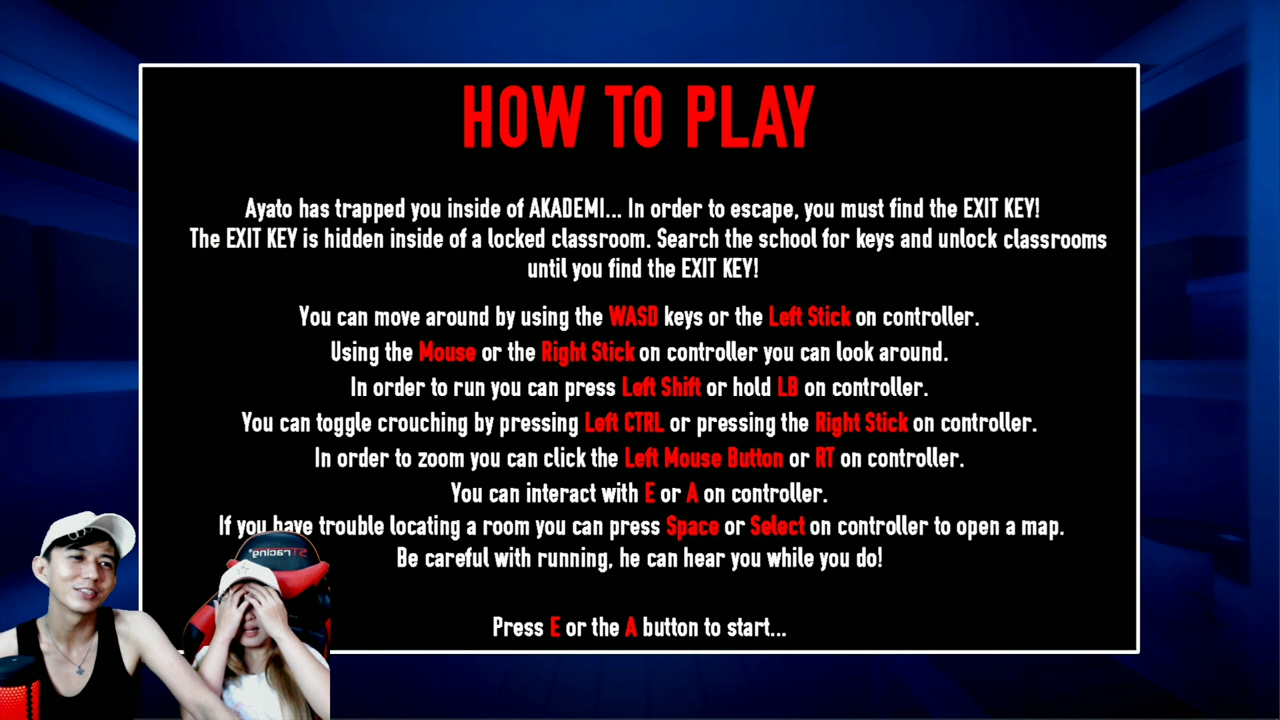 HOW TO PLAY
Ayato has trapped you inside of AKADEMI... In order to escape, you must find the EXIT KEY!
The EXIT KEY is hidden inside of a locked classroom. Search the school for keys and unlock classrooms
until you find the EXIT KEY!
You can move around by using the WASD keys or the Left Stick on controller.
Using the Mouse or the Right Stick on controller you can look around.
In order to run you can press Left Shift or hold LB on controller.
You can toggle crouching by pressing Left CTRL or pressing the Right Stick on controller.
In order to zoom you can click the Left Mouse Button or RT on controller.
You can interact with E or A on controller.
If you have trouble locating a room you can press Space or Select on controller to open a map.
Be careful with running, he can hear you while you do!
Press E or the A button to start...
STracing